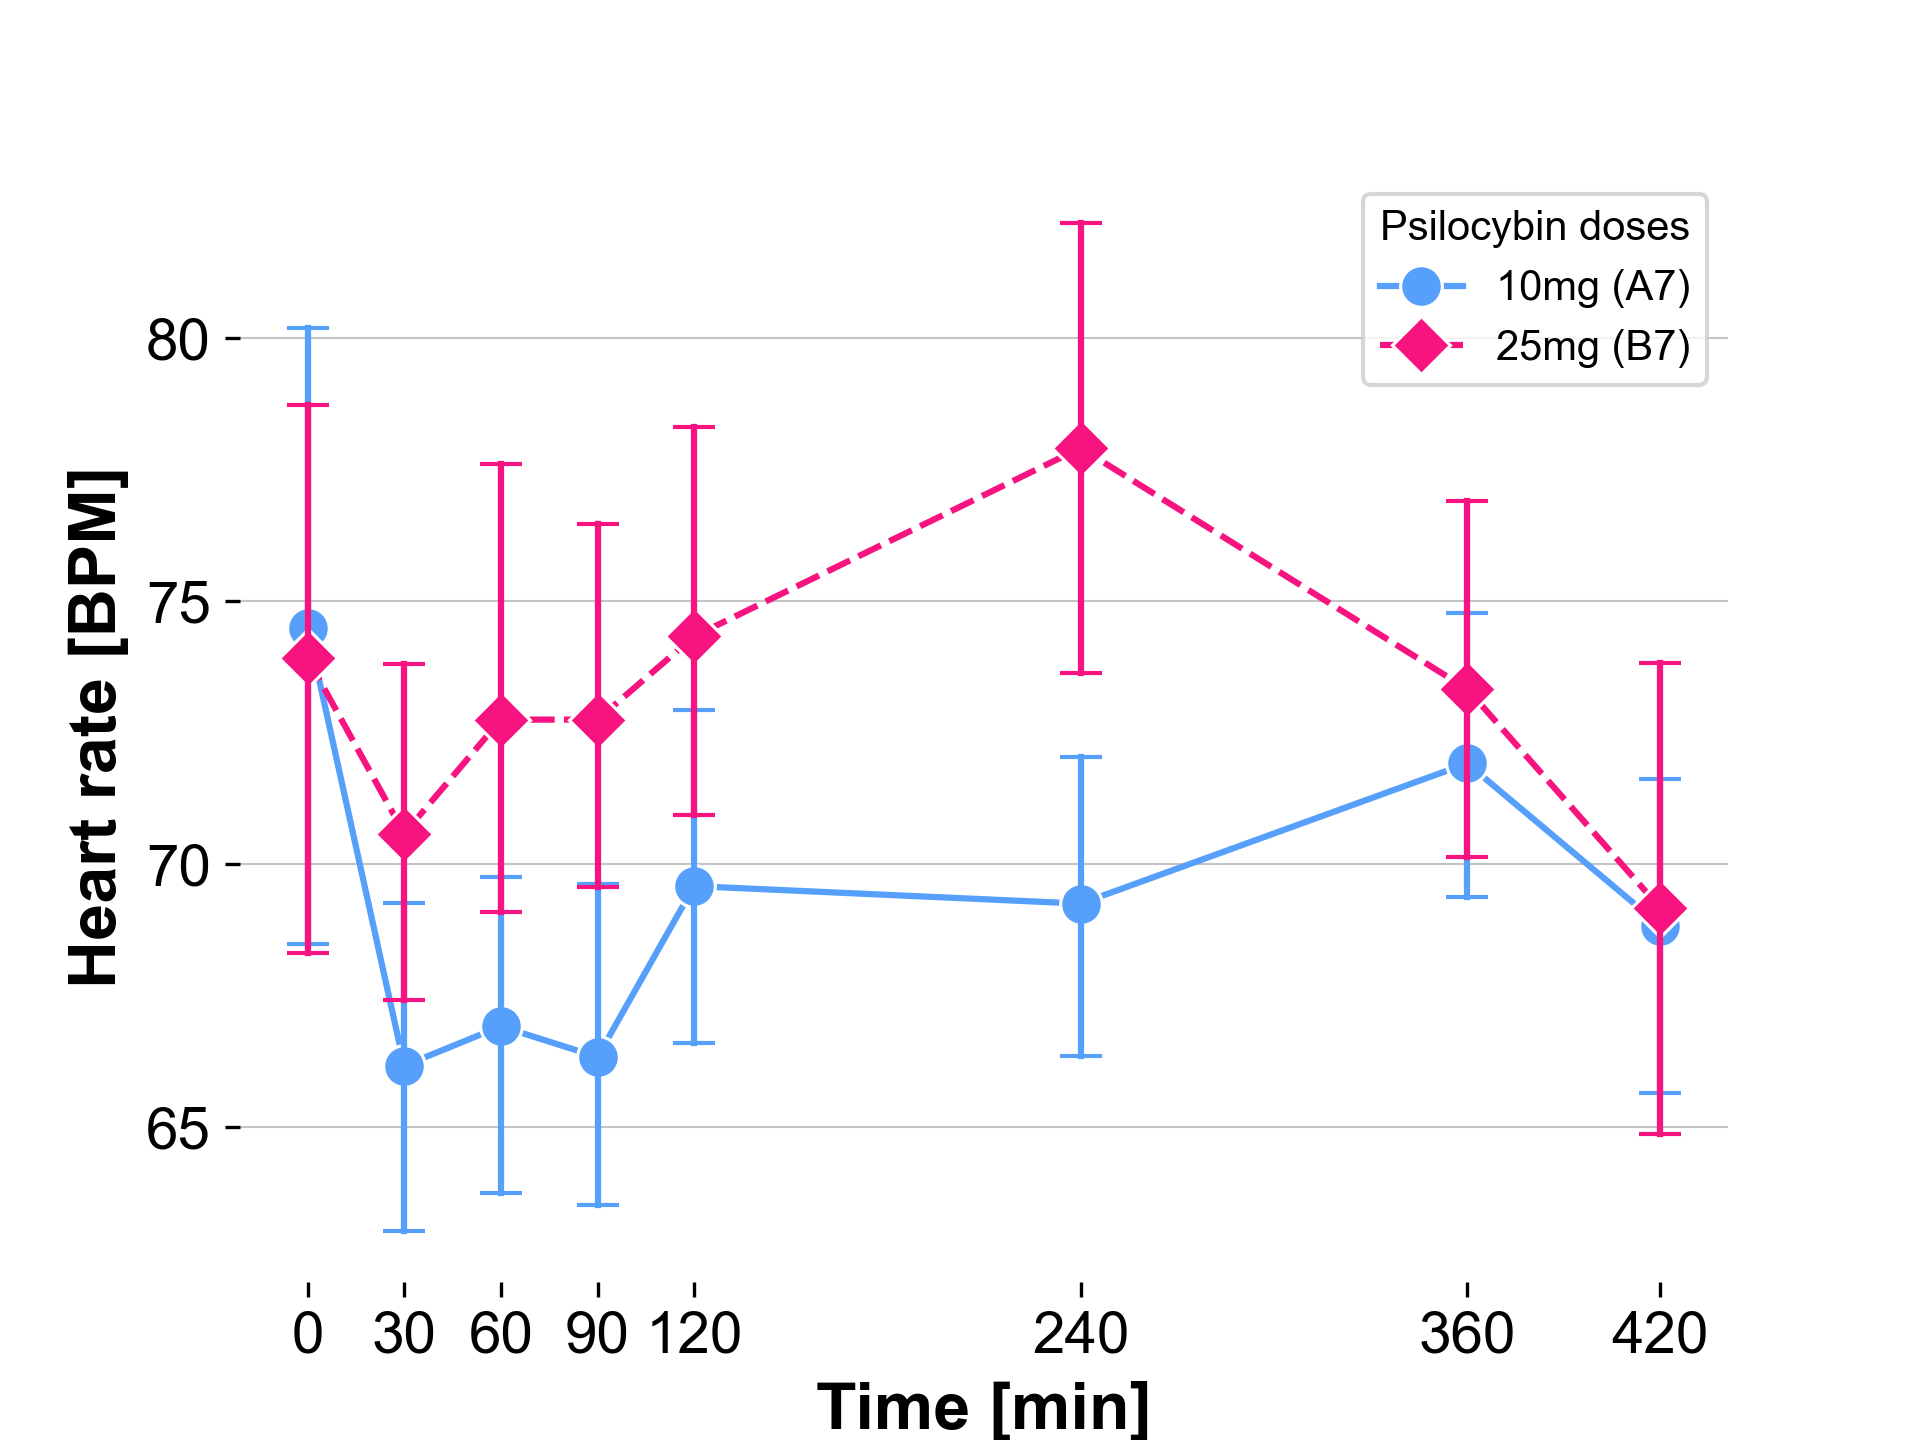 Psilocybin doses
10mg (A7)
25mg (B7)
80
75
70
65
Heart rate [BPM]
0 30 60 90 120 240 360 420
Time [min]